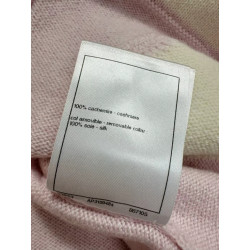 100% cachemire - cashmere
col amovible - removable collar
100% soie - silk